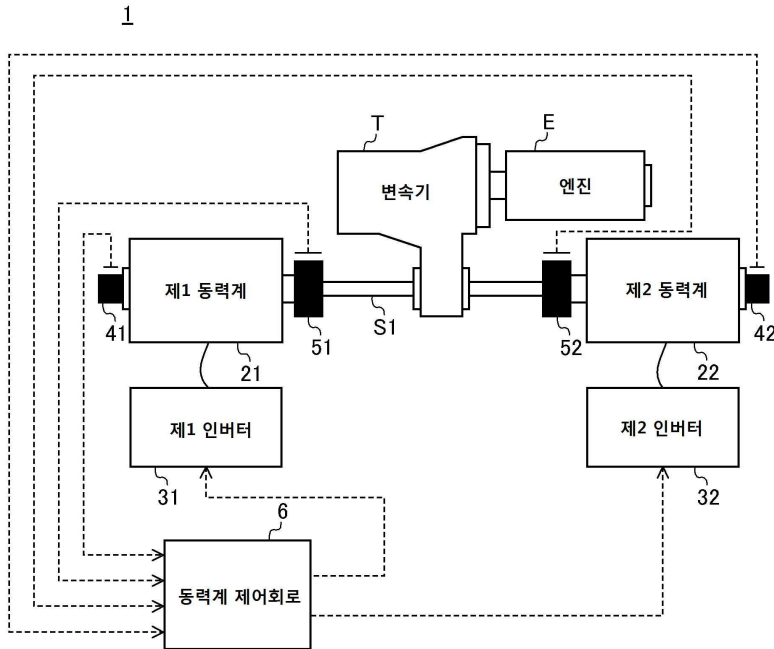 1
T
E
변속기
엔진
제1 동력계
제2 동력계
41
21
51
S1
52
22
42
제1 인버터
제2 인버터
31
32
6
동력계 제어회로